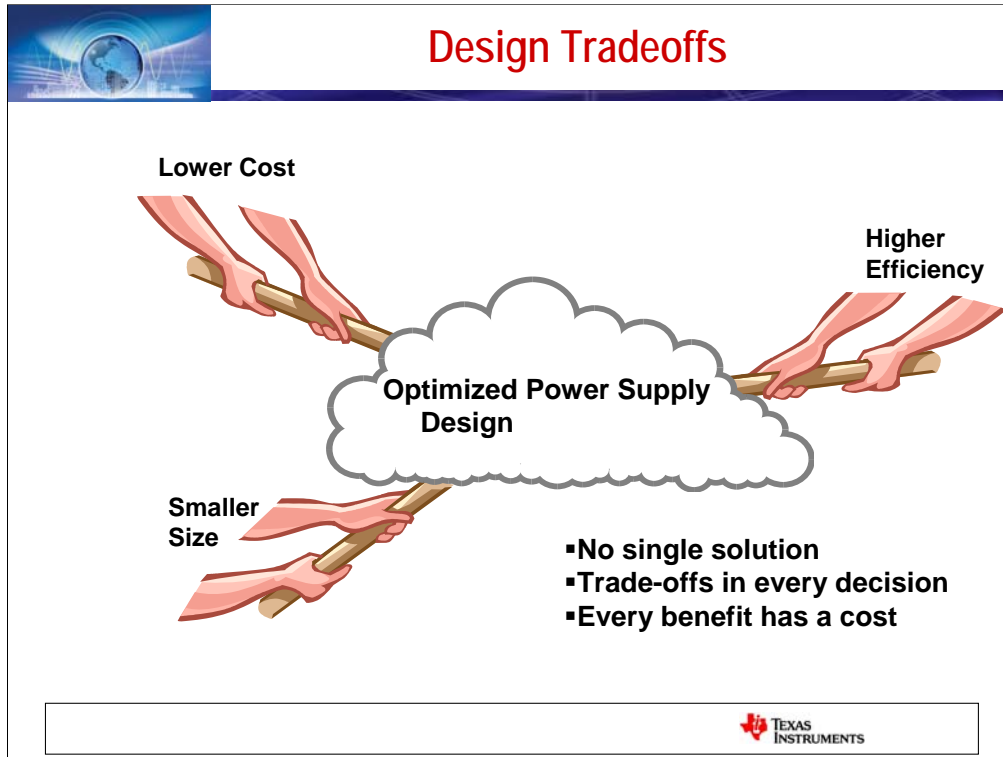 Design Tradeoffs
Lower Cost
Higher
Efficiency
Optimized Power Supply
Design
Smaller
Size
▪No single solution
▪Trade-offs in every decision
▪Every benefit has a cost
TEXAS
INSTRUMENTS